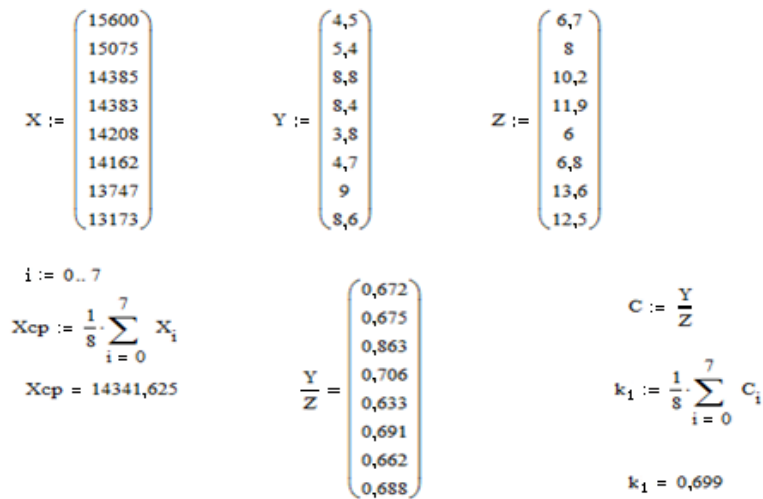 X := (15600 15075 14385 14383 14208 14162 13747 13173)
Y := (4,5 5,4 8,8 8,4 3,8 4,7 9 8,6)
Z := (6,7 8 10,2 11,9 6 6,8 13,6 12,5)
i := 0.. 7
Xcp := 1/8 · ∑ i = 0 7 X_i
Xcp = 14341,625
Y/Z = (0,672 0,675 0,863 0,706 0,633 0,691 0,662 0,688)
C := Y/Z
k_1 := 1/8 · ∑ i = 0 7 C_i
k_1 = 0,699